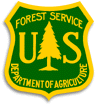 FOREST SERVICE
U S
DEPARTMENT OF AGRICULTURE